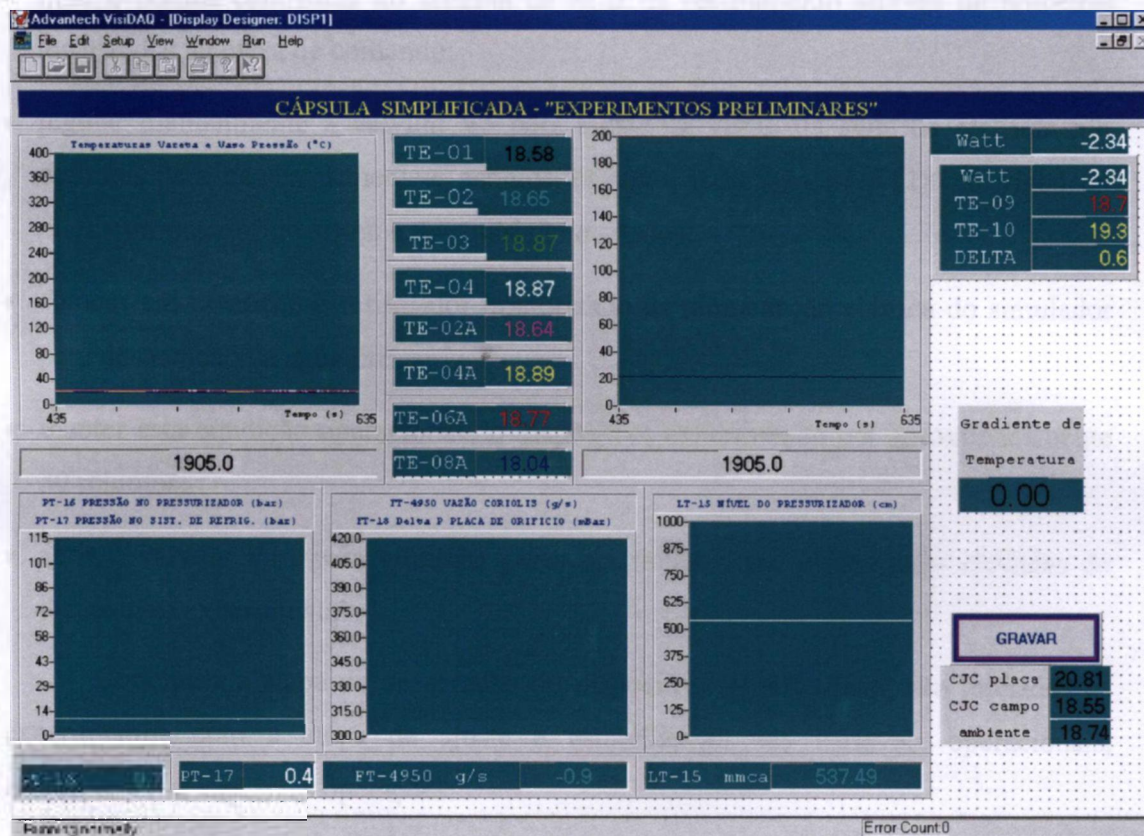 Advantech VisiDAQ - [Display Designer: DISP1]
File Edit Setup View Window Run Help
CÁPSULA SIMPLIFICADA - "EXPERIMENTOS PRELIMINARES"
Temperaturas Vareta e Vaso Pressão (°C)
400
360
320
280
240
200
160
120
80
40
0
435 Tempo (s) 635
TE-01 18.58
TE-02 18.65
TE-03 18.87
TE-04 18.87
TE-02A 18.64
TE-04A 18.89
TE-06A 18.77
TE-08A 18.04
200
180
160
140
120
100
80
60
40
20
0
435 Tempo (s) 635
Watt -2.34
Watt -2.34
TE-09 18.7
TE-10 19.3
DELTA 0.6
Gradiente de
Temperatura
0.00
1905.0
1905.0
PT-16 PRESSÃO NO PRESSURIZADOR (bar)
PT-17 PRESSÃO NO SIST. DE REFRIG. (bar)
115
101
86
72
58
43
29
14
0
FT-4950 VAZÃO CORIOLIS (g/s)
FT-18 Delta P PLACA DE ORIFICIO (mBar)
420.0
405.0
390.0
375.0
360.0
345.0
330.0
315.0
300.0
LT-15 NÍVEL DO PRESSURIZADOR (cm)
1000
875
750
625
500
375
250
125
0
GRAVAR
CJC placa 20.81
CJC campo 18.55
ambiente 18.74
PT-17 0.4
FT-4950 g/s -0.9
LT-15 mmca 537.49
Error Count:0